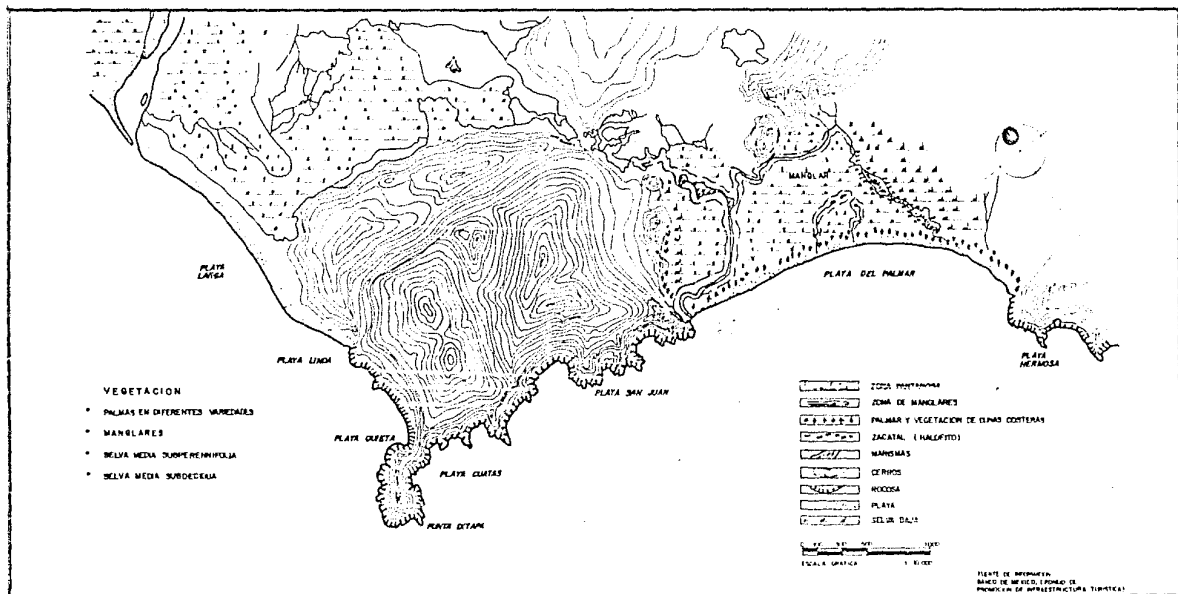 MANGLAR
PLAYA
LARGA
PLAYA DEL PALMAR
PLAYA LINDA
PLAYA
HERMOSA
PLAYA SAN JUAN
VEGETACION
PALMAS EN DIFERENTES VARIEDADES
MANGLARES
SELVA MEDIA SUBPERENNIFOLIA
SELVA MEDIA SUBDECIDUA
PLAYA QUIETA
PLAYA CUATAS
PUNTA IXTAPA
ZONA PANTANOSA
ZONA DE MANGLARES
PALMAR Y VEGETACION DE DUNAS COSTERAS
ZACATAL (HALOFITO)
MARISMAS
CERROS
ROCOSA
PLAYA
SELVA BAJA
ESCALA GRAFICA 1:10,000
FUENTE DE INFORMACION
BANCO DE MEXICO,
PROMOCION DE INFRAESTRUCTURA TURISTICA)